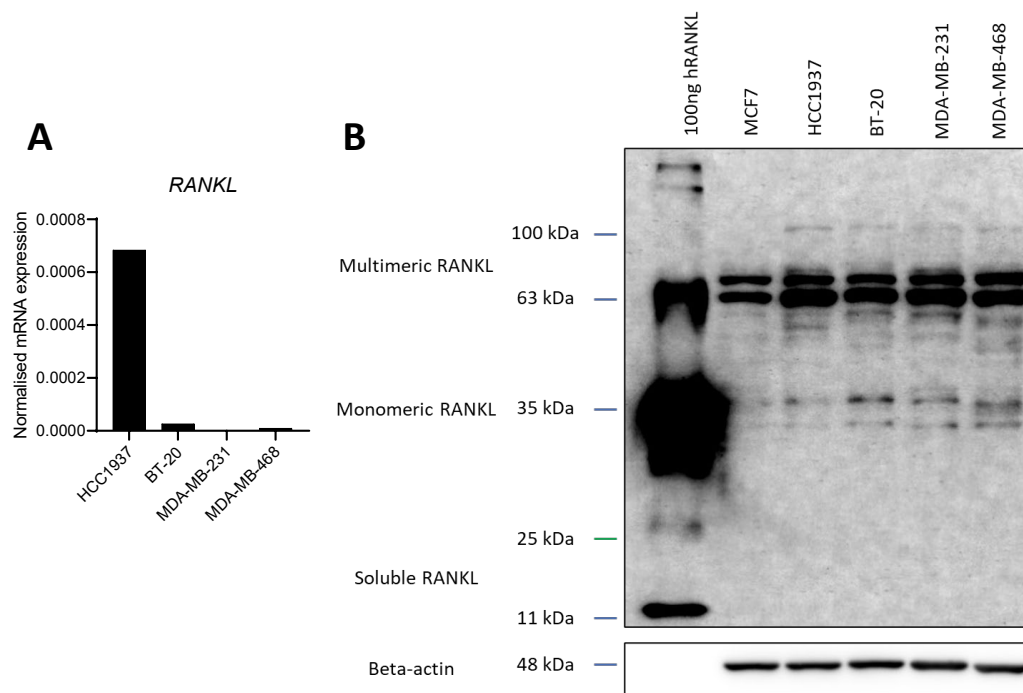 A
RANKL
Normalised mRNA expression
0.0008
0.0006
0.0004
0.0002
0.0000
HCC1937
BT-20
MDA-MB-231
MDA-MB-468
B
100ng hRANKL
MCF7
HCC1937
BT-20
MDA-MB-231
MDA-MB-468
100 kDa
Multimeric RANKL
63 kDa
Monomeric RANKL
35 kDa
25 kDa
Soluble RANKL
11 kDa
Beta-actin
48 kDa